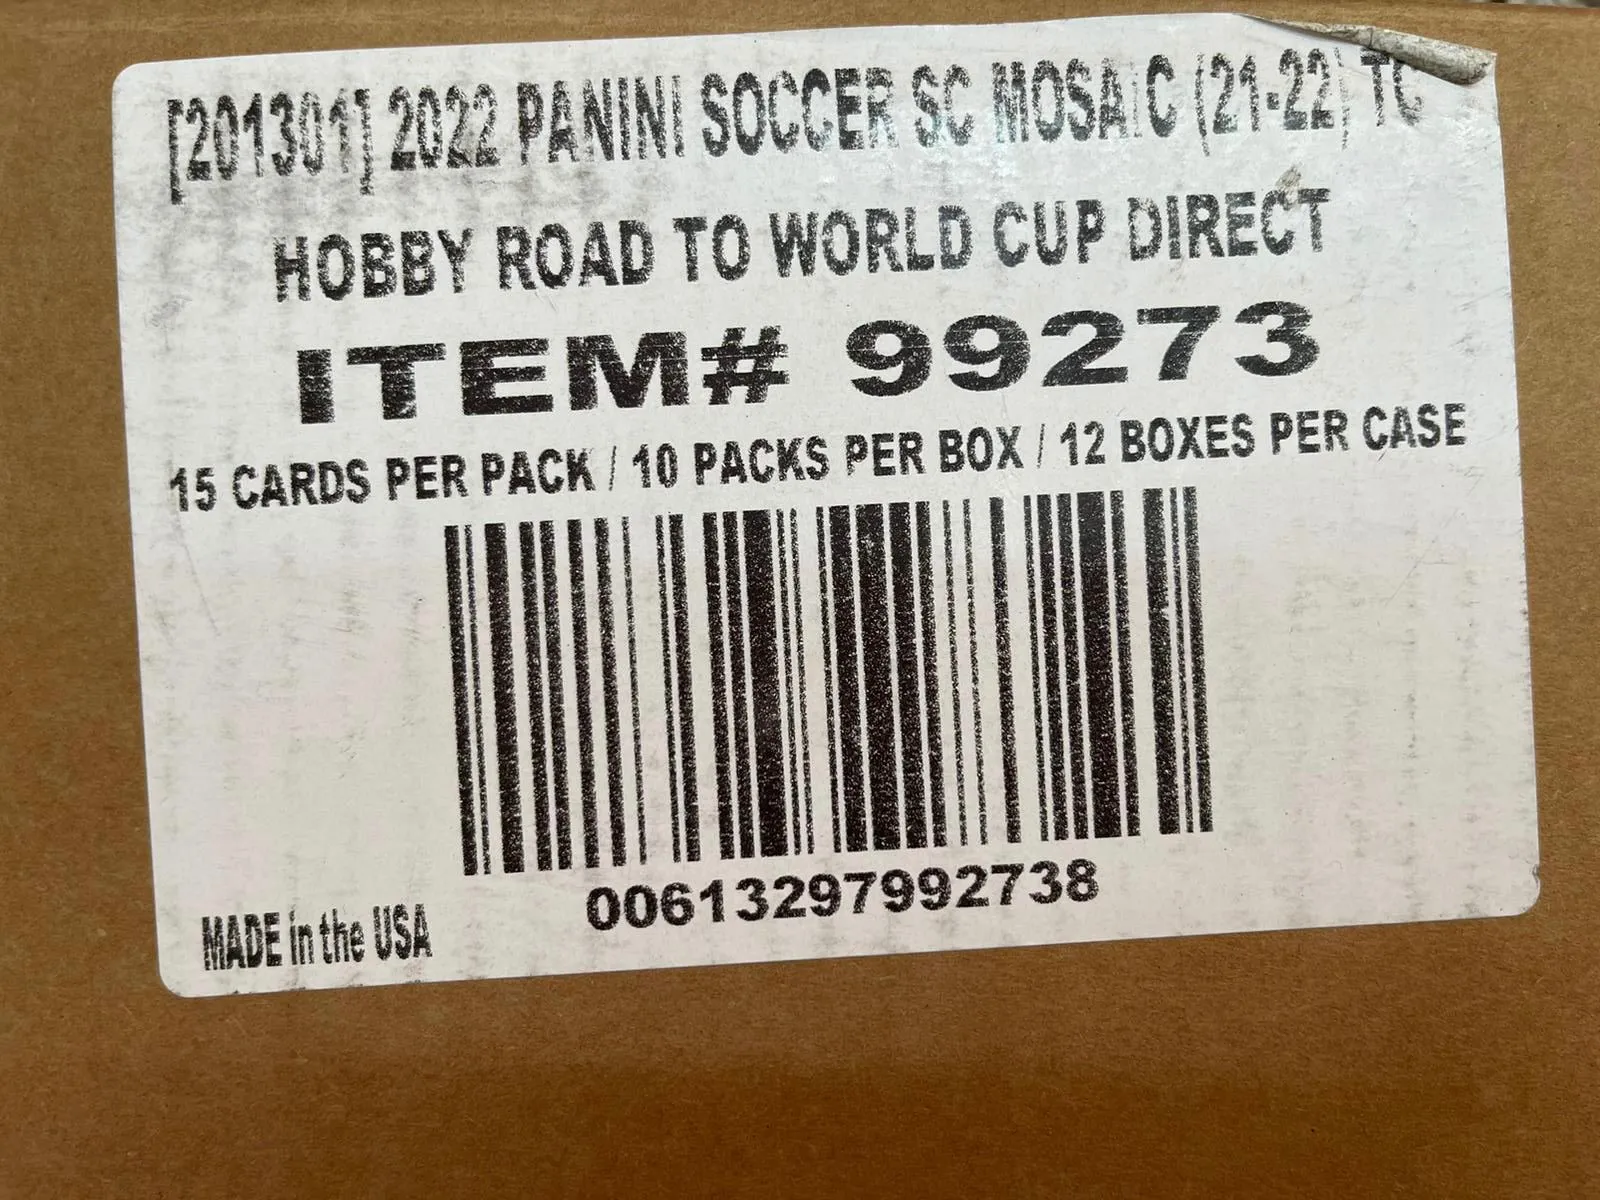 [201301] 2022 PANINI SOCCER SC MOSAIC (21-22) TC
HOBBY ROAD TO WORLD CUP DIRECT
ITEM# 99273
15 CARDS PER PACK / 10 PACKS PER BOX / 12 BOXES PER CASE
00613297992738
MADE in the USA